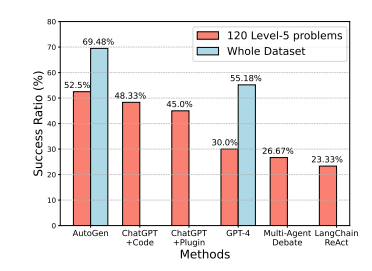 80
70
60
50
40
30
20
10
0
Success Ratio (%)
120 Level-5 problems
Whole Dataset
52.5%
69.48%
48.33%
45.0%
30.0%
55.18%
26.67%
23.33%
AutoGen
ChatGPT
+Code
ChatGPT
+Plugin
GPT-4
Multi-Agent
Debate
LangChain
ReAct
Methods